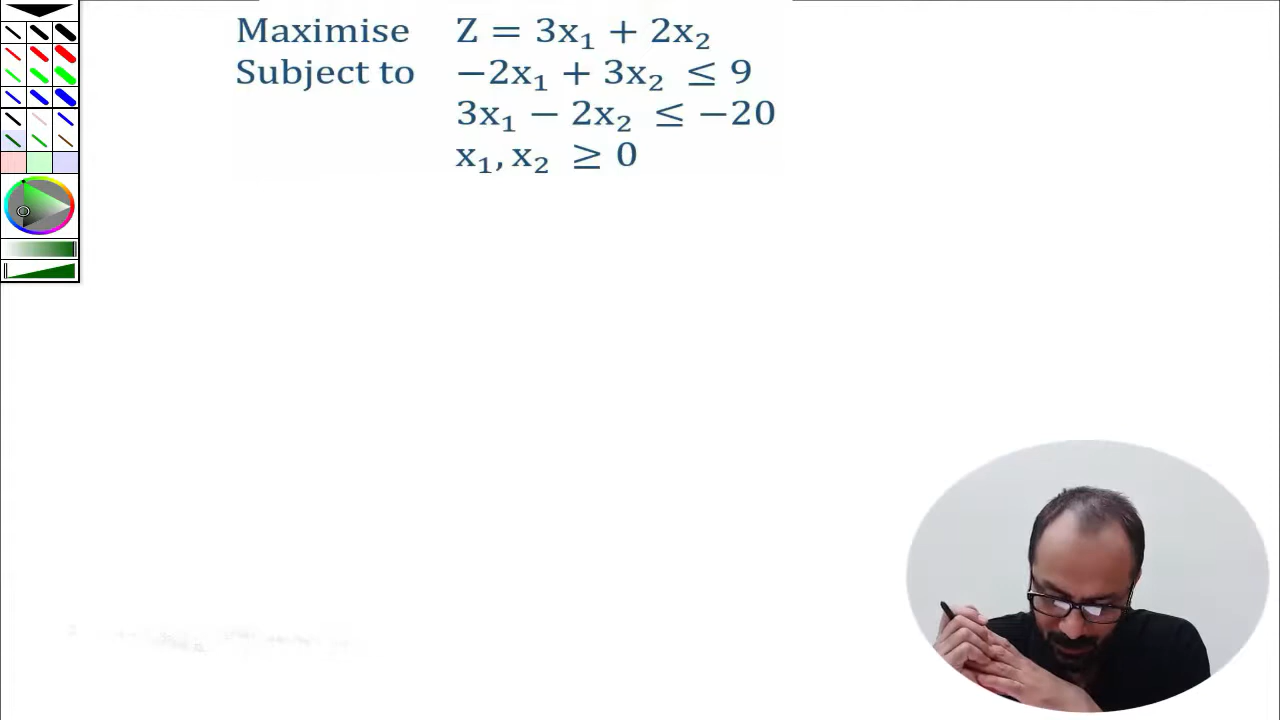 Maximise Z = 3x₁ + 2x₂
Subject to −2x₁ + 3x₂ ≤ 9
3x₁ − 2x₂ ≤ −20
x₁, x₂ ≥ 0